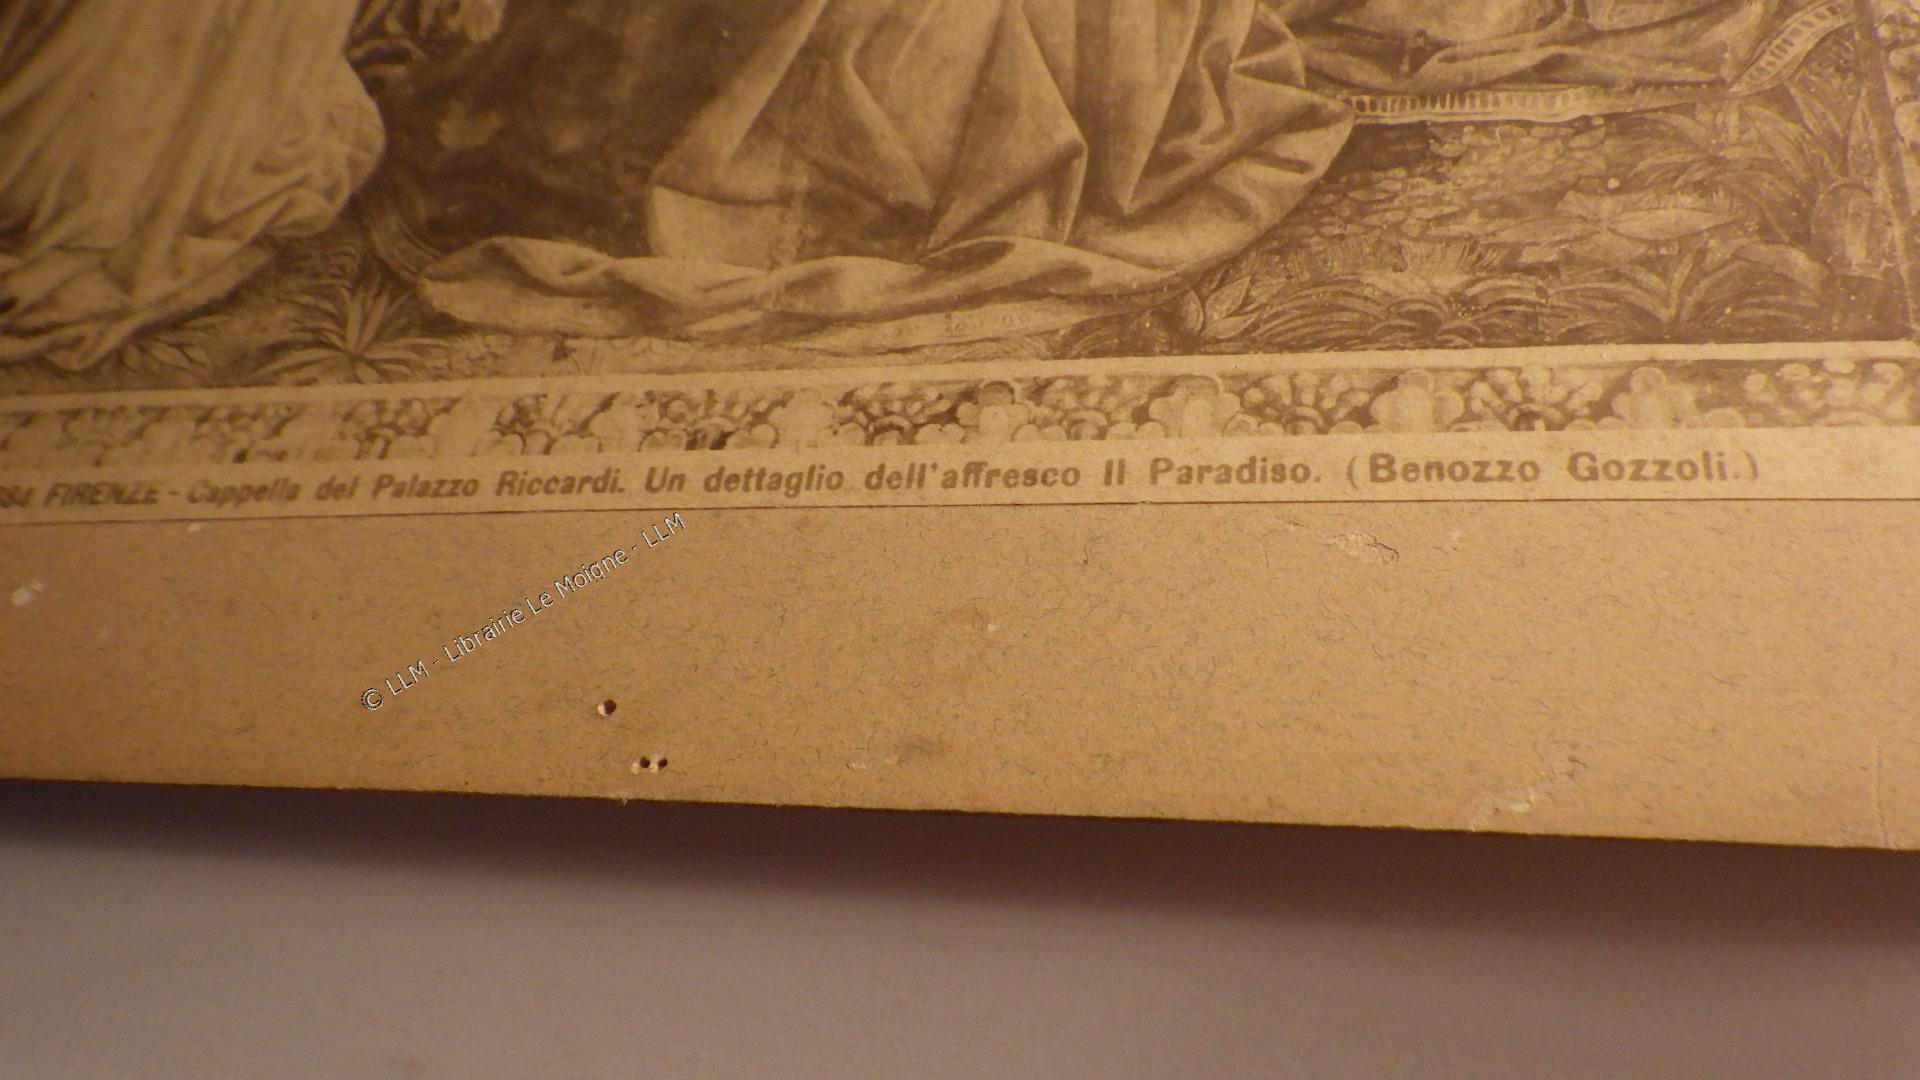 FIRENZE - Cappella del Palazzo Riccardi. Un dettaglio dell'affresco Il Paradiso. (Benozzo Gozzoli.)
© LLM - Librairie Le Moigne - LLM